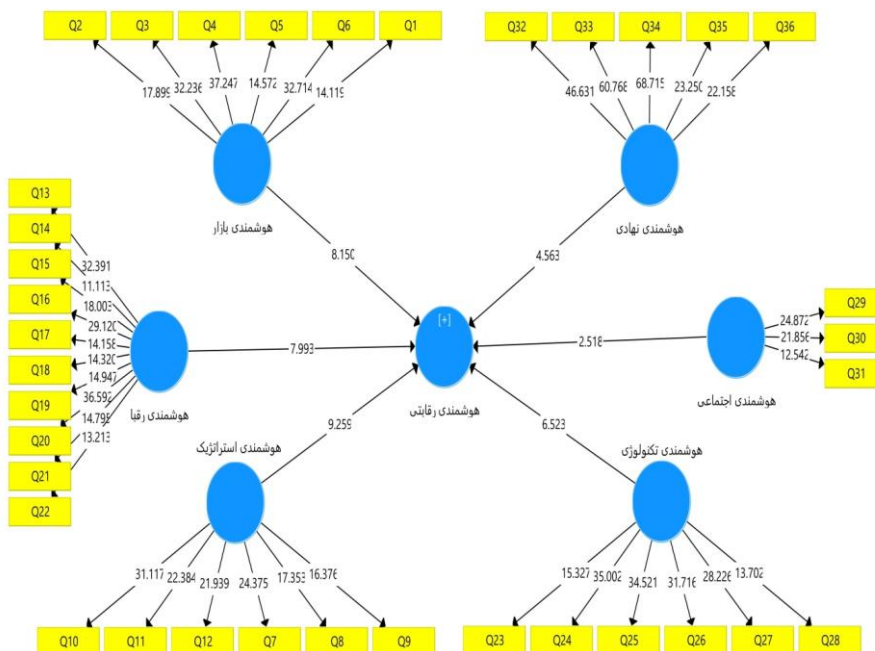 Q2 Q3 Q4 Q5 Q6 Q1
Q32 Q33 Q34 Q35 Q36
17.899 32.236 37.247 14.572 32.714 14.119
46.631 60.768 68.715 23.250 22.158
هوشمندی بازار
هوشمندی نهادی
8.150
4.563
Q13
Q14
Q15
Q16
Q17
Q18
Q19
Q20
Q21
Q22
32.391
11.113
18.003
29.120
14.158
14.320
14.947
36.592
14.795
13.213
هوشمندی رقبا
7.993
[+]
هوشمندی رقابتی
2.518
هوشمندی اجتماعی
24.872
21.856
12.542
Q29
Q30
Q31
9.259
6.523
هوشمندی استراتژیک
هوشمندی تکنولوژی
31.117 22.384 21.939 24.375 17.353 16.376
15.327 35.002 34.521 31.716 28.226 13.702
Q10 Q11 Q12 Q7 Q8 Q9
Q23 Q24 Q25 Q26 Q27 Q28